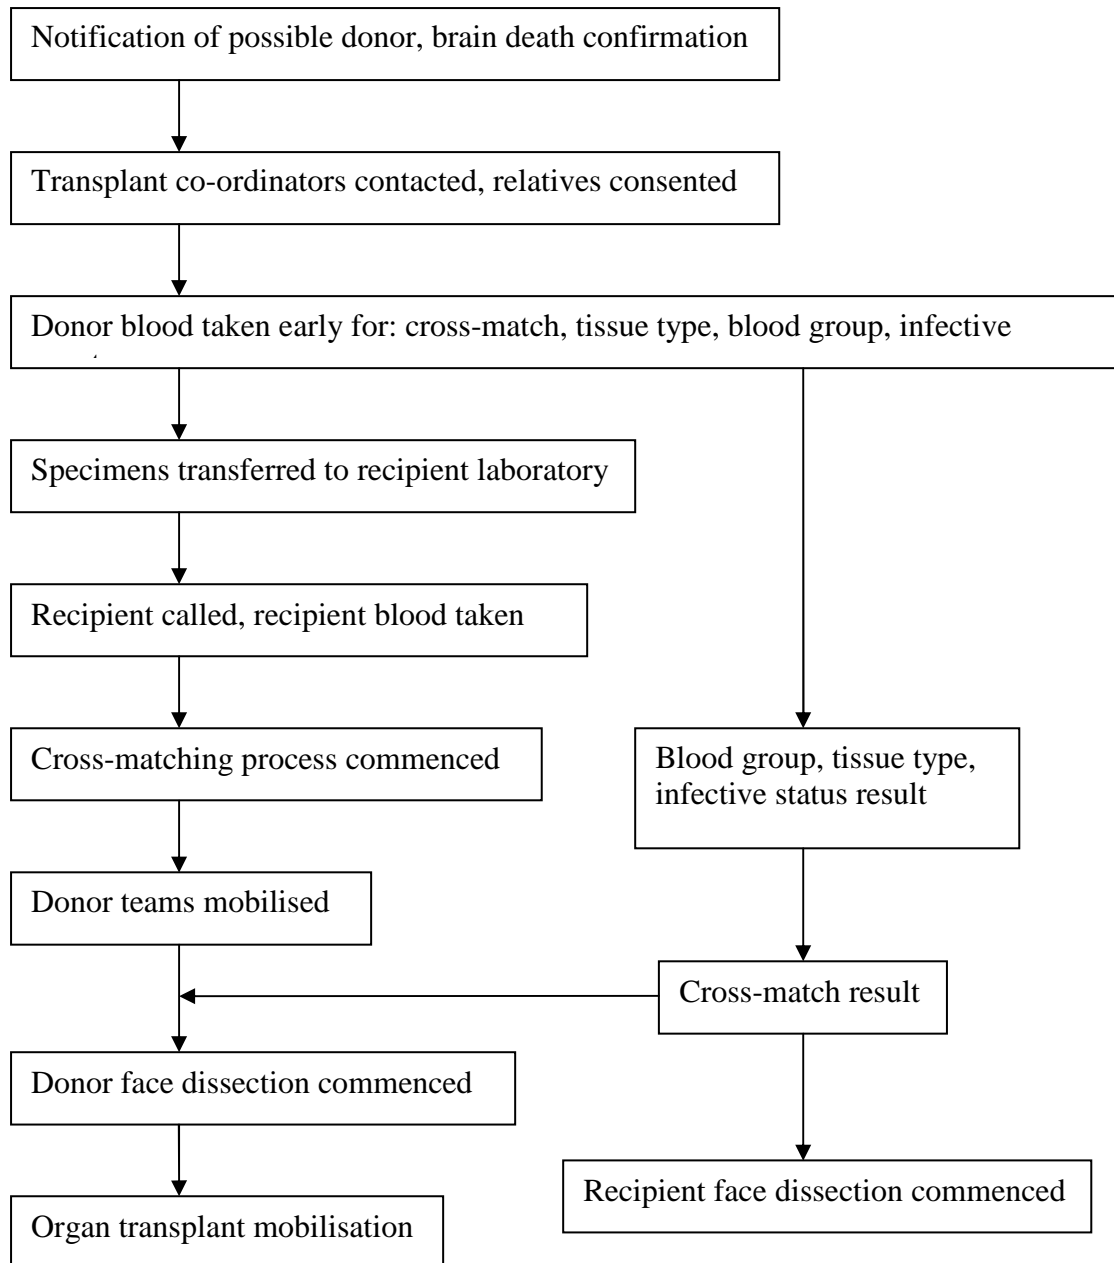 Notification of possible donor, brain death confirmation
Transplant co-ordinators contacted, relatives consented
Donor blood taken early for: cross-match, tissue type, blood group, infective
Specimens transferred to recipient laboratory
Recipient called, recipient blood taken
Cross-matching process commenced
Blood group, tissue type,
infective status result
Donor teams mobilised
Cross-match result
Donor face dissection commenced
Recipient face dissection commenced
Organ transplant mobilisation